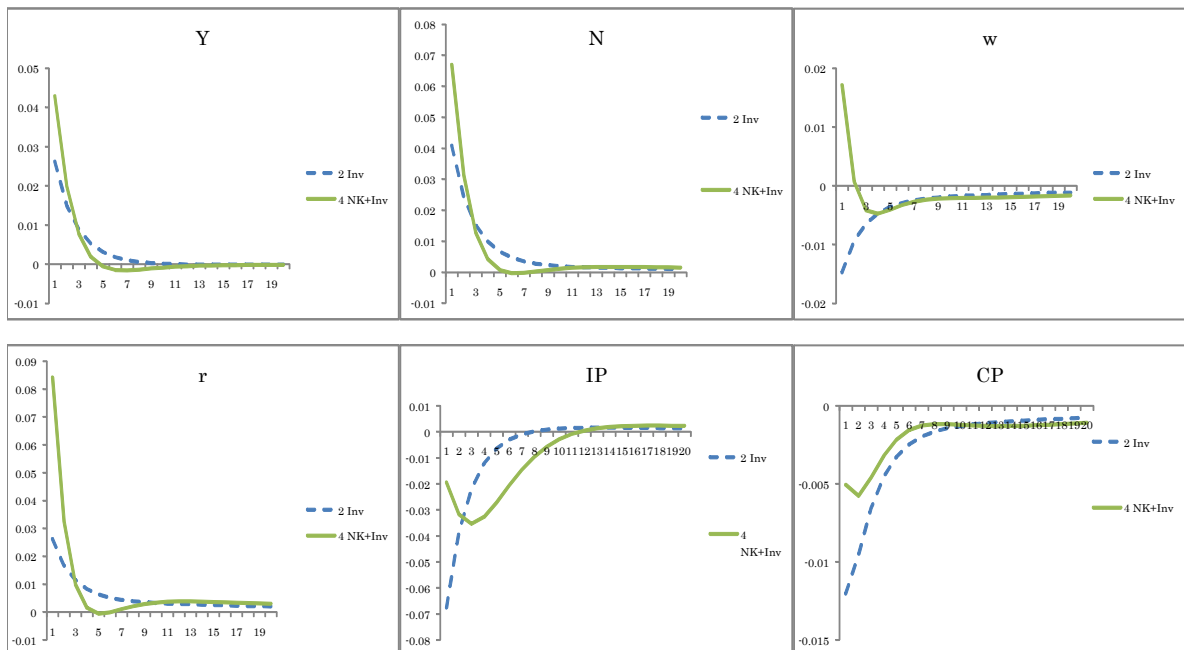 Y
0.05
0.04
0.03
0.02
0.01
0
-0.01
1 3 5 7 9 11 13 15 17 19
2 Inv
4 NK+Inv
N
0.08
0.07
0.06
0.05
0.04
0.03
0.02
0.01
0
-0.01
1 3 5 7 9 11 13 15 17 19
2 Inv
4 NK+Inv
w
0.02
0.01
0
-0.01
-0.02
1 3 5 7 9 11 13 15 17 19
2 Inv
4 NK+Inv
r
0.09
0.08
0.07
0.06
0.05
0.04
0.03
0.02
0.01
0
-0.01
1 3 5 7 9 11 13 15 17 19
2 Inv
4 NK+Inv
IP
0.01
0
-0.01
-0.02
-0.03
-0.04
-0.05
-0.06
-0.07
-0.08
1 2 3 4 5 6 7 8 9 1011121314151617181920
2 Inv
4
NK+Inv
CP
0
-0.005
-0.01
-0.015
1 2 3 4 5 6 7 8 9 1011121314151617181920
2 Inv
4 NK+Inv